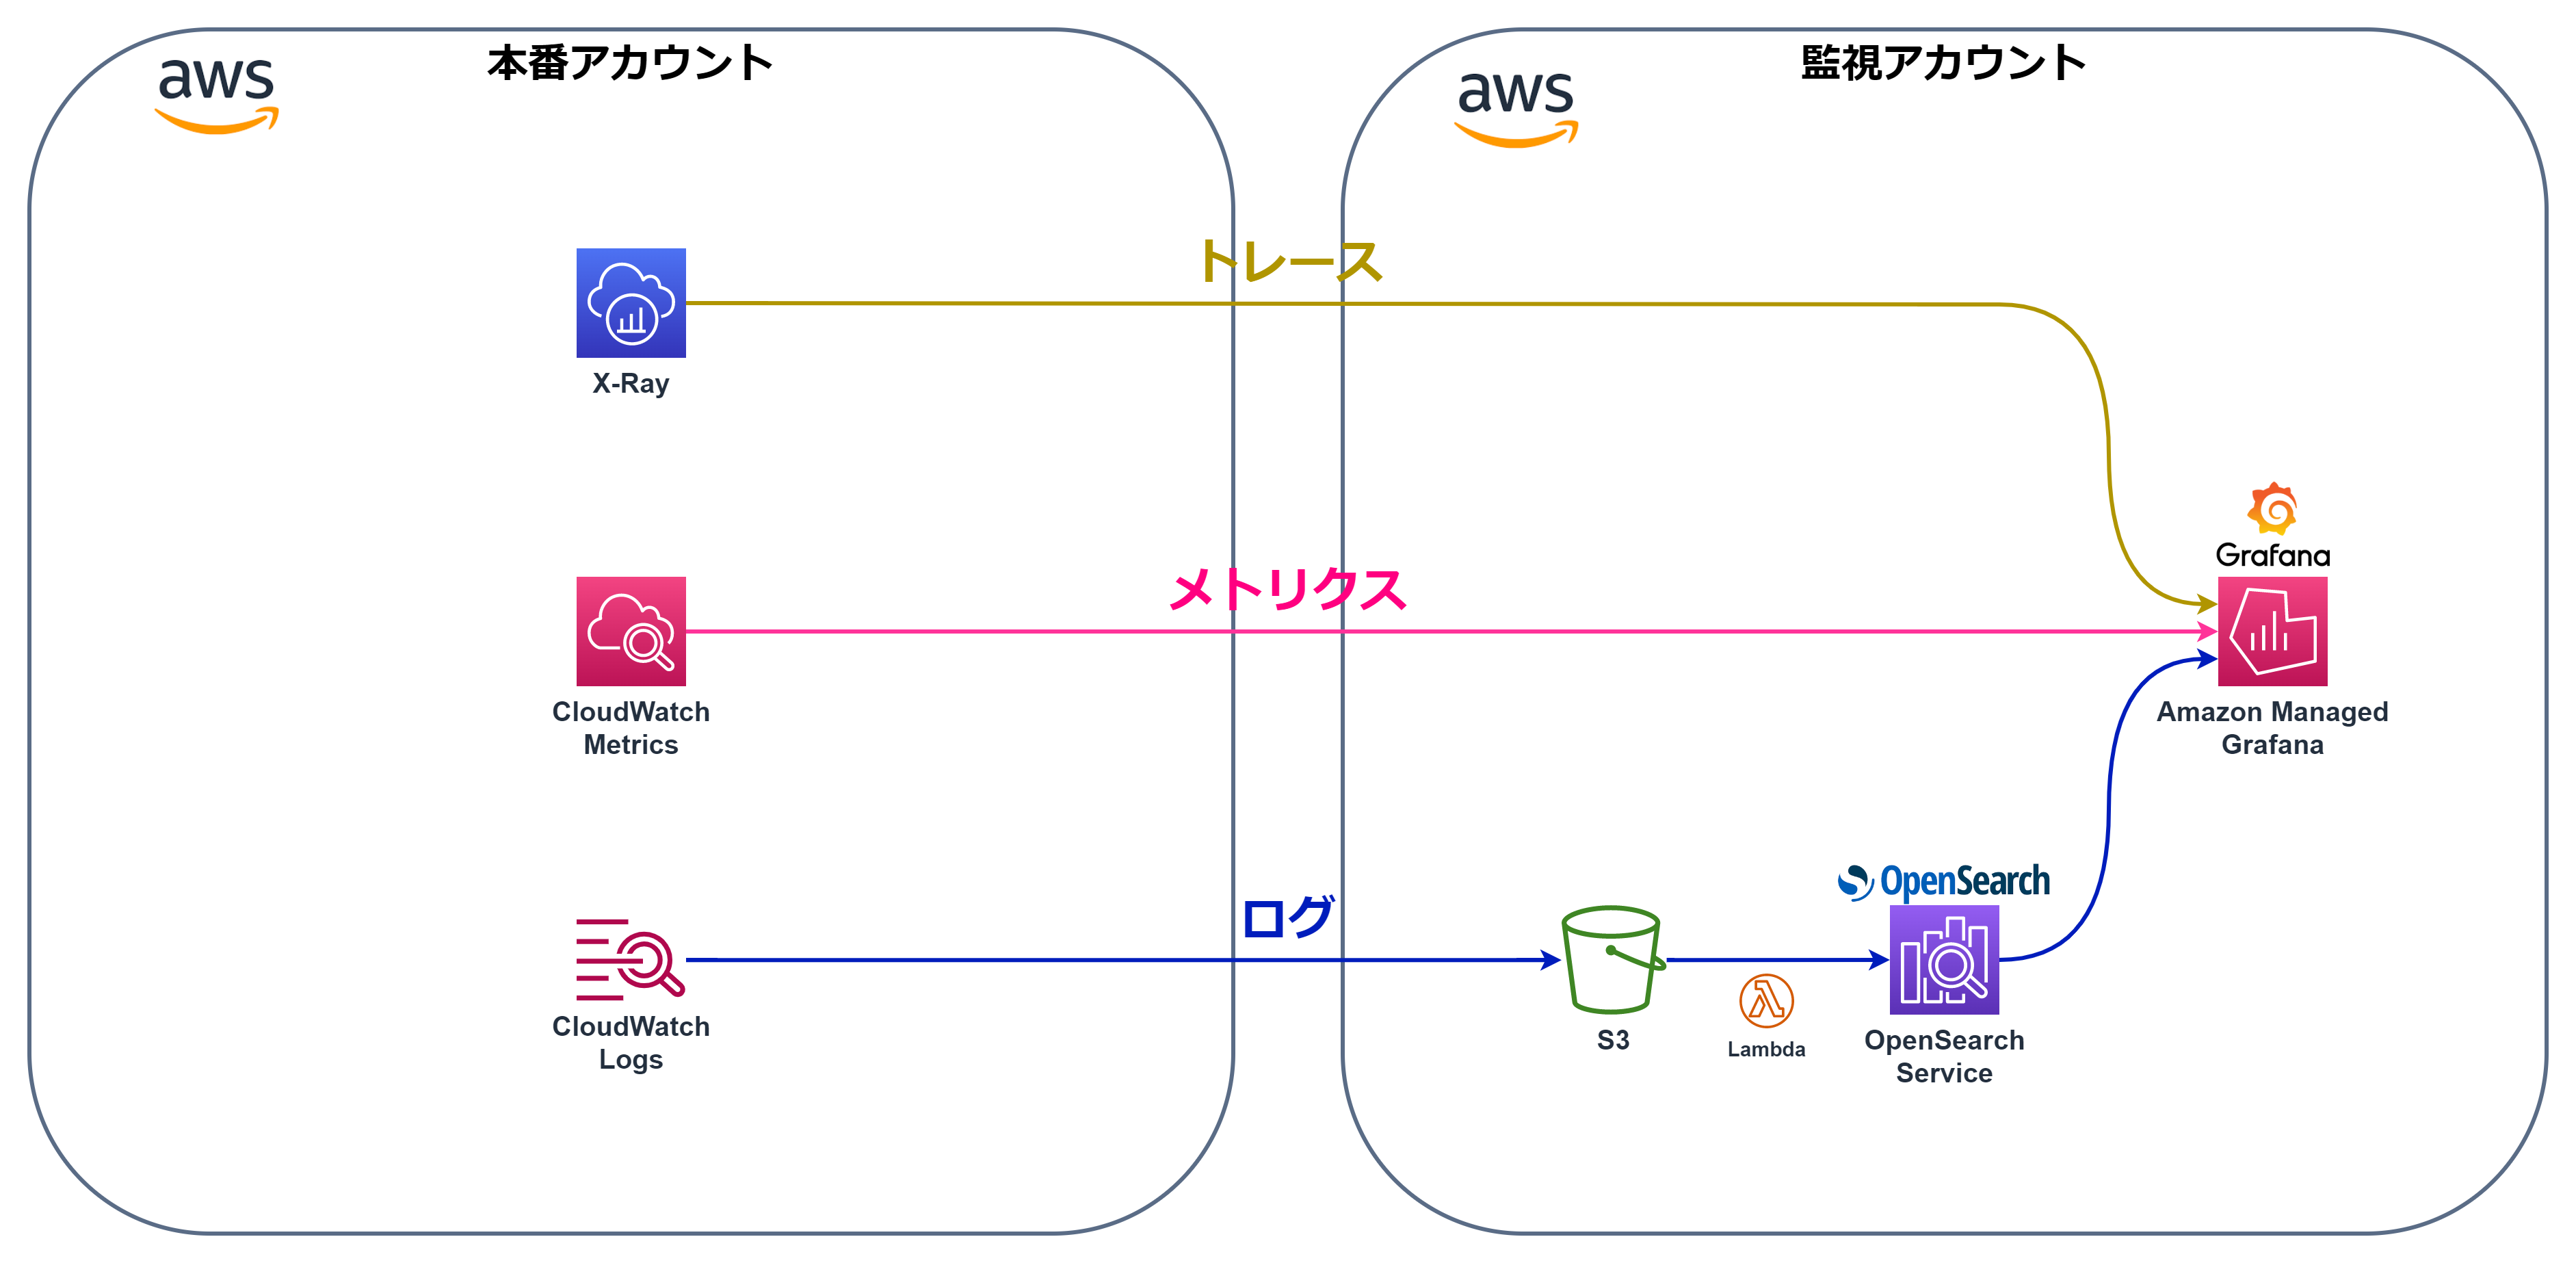 aws
本番アカウント
aws
監視アカウント
トレース
X-Ray
Grafana
メトリクス
CloudWatch
Metrics
Amazon Managed
Grafana
ログ
OpenSearch
CloudWatch
Logs
S3
Lambda
OpenSearch
Service